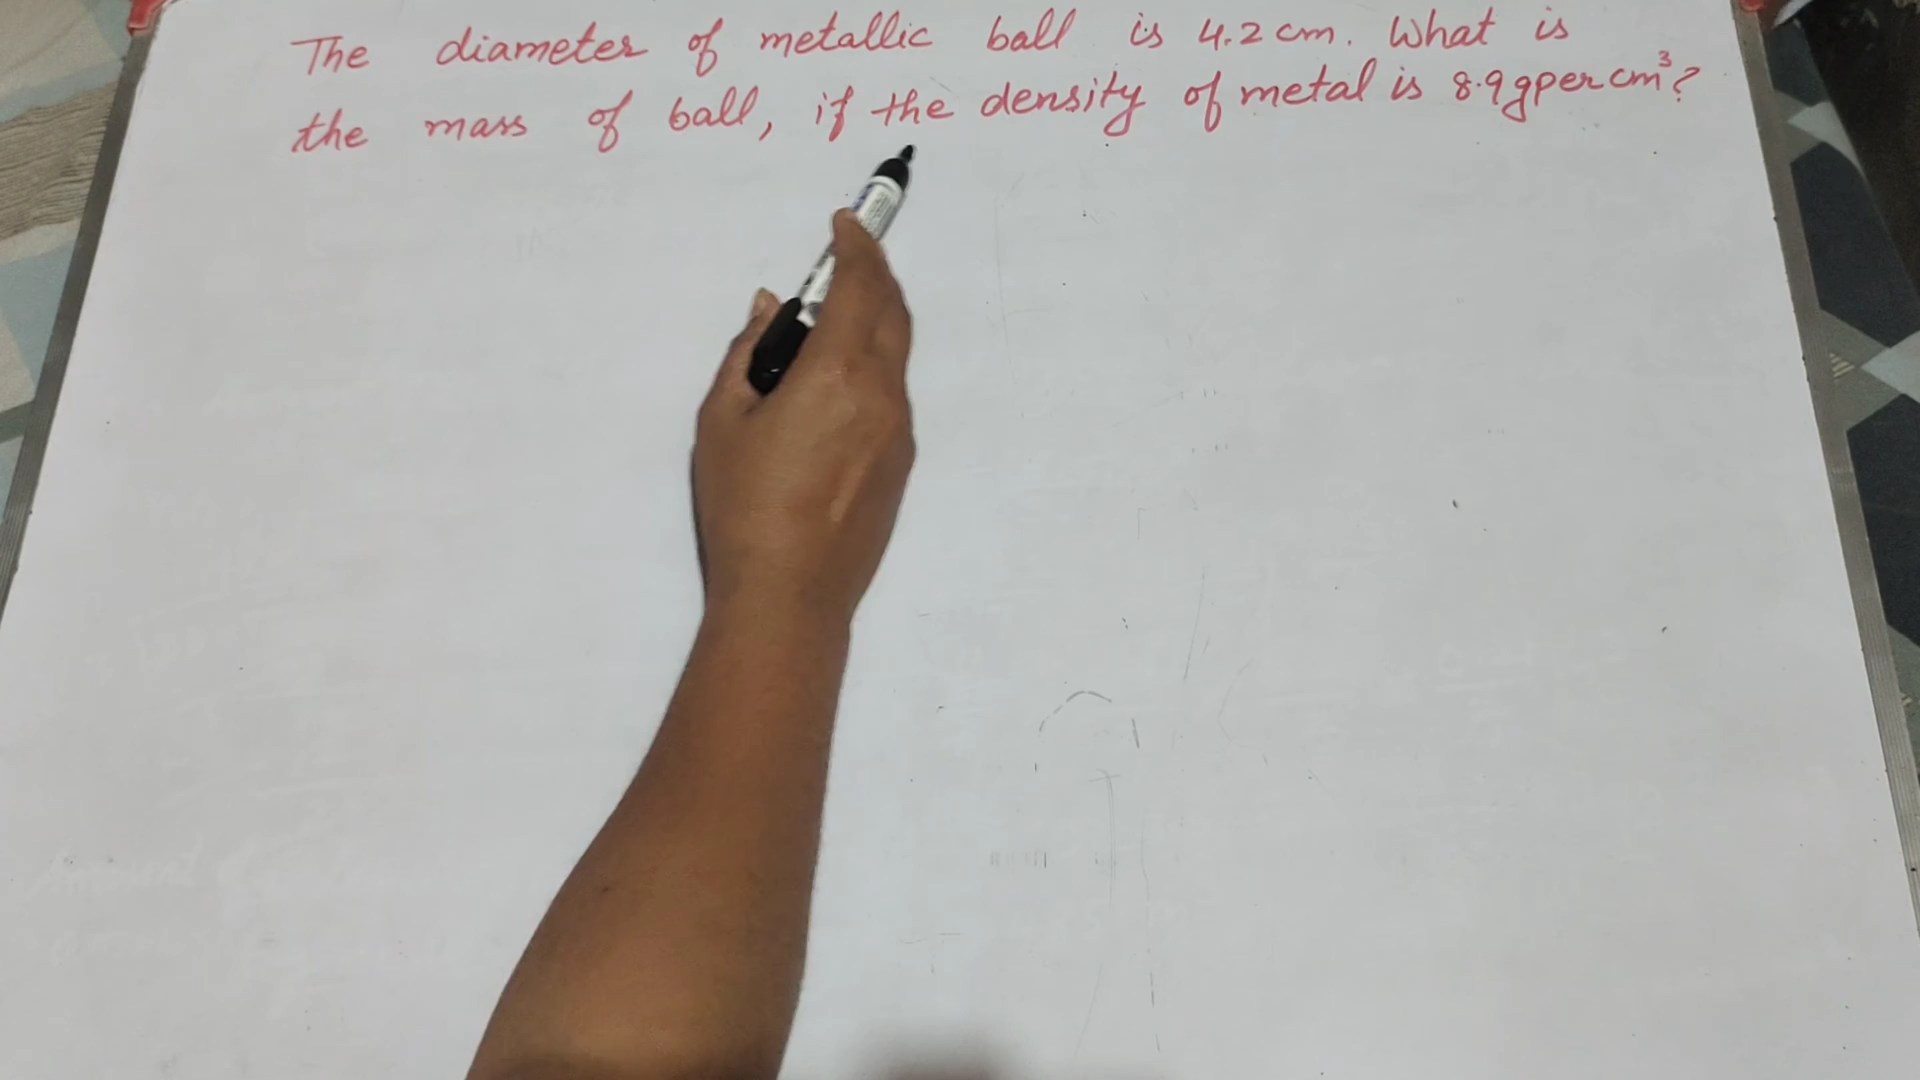 The diameter of metallic ball is 4.2 cm. What is
the mass of ball, if the density of metal is 8.9g per cm³?